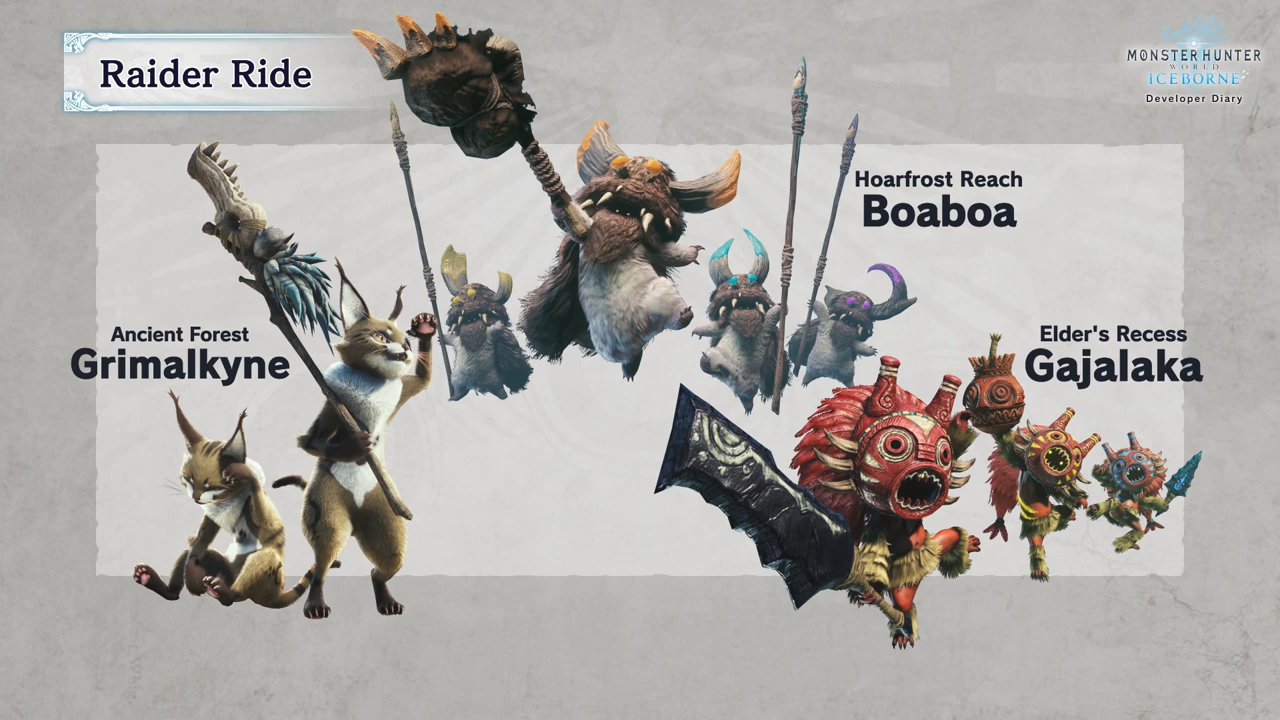 Raider Ride
MONSTER HUNTER
WORLD
ICEBORNE
Developer Diary
Hoarfrost Reach
Boaboa
Ancient Forest
Grimalkyne
Elder's Recess
Gajalaka